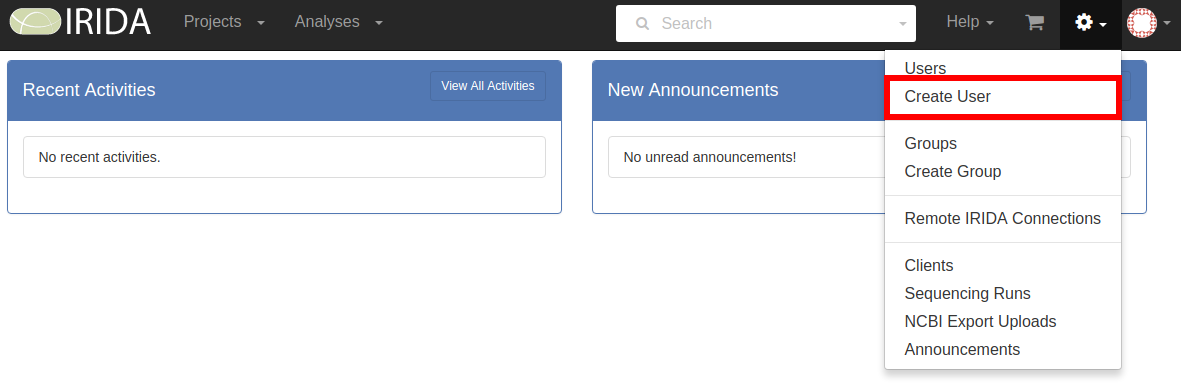 IRIDA Projects Analyses Search Help
Recent Activities View All Activities
No recent activities.
New Announcements
No unread announcements!
Users
Create User
Groups
Create Group
Remote IRIDA Connections
Clients
Sequencing Runs
NCBI Export Uploads
Announcements